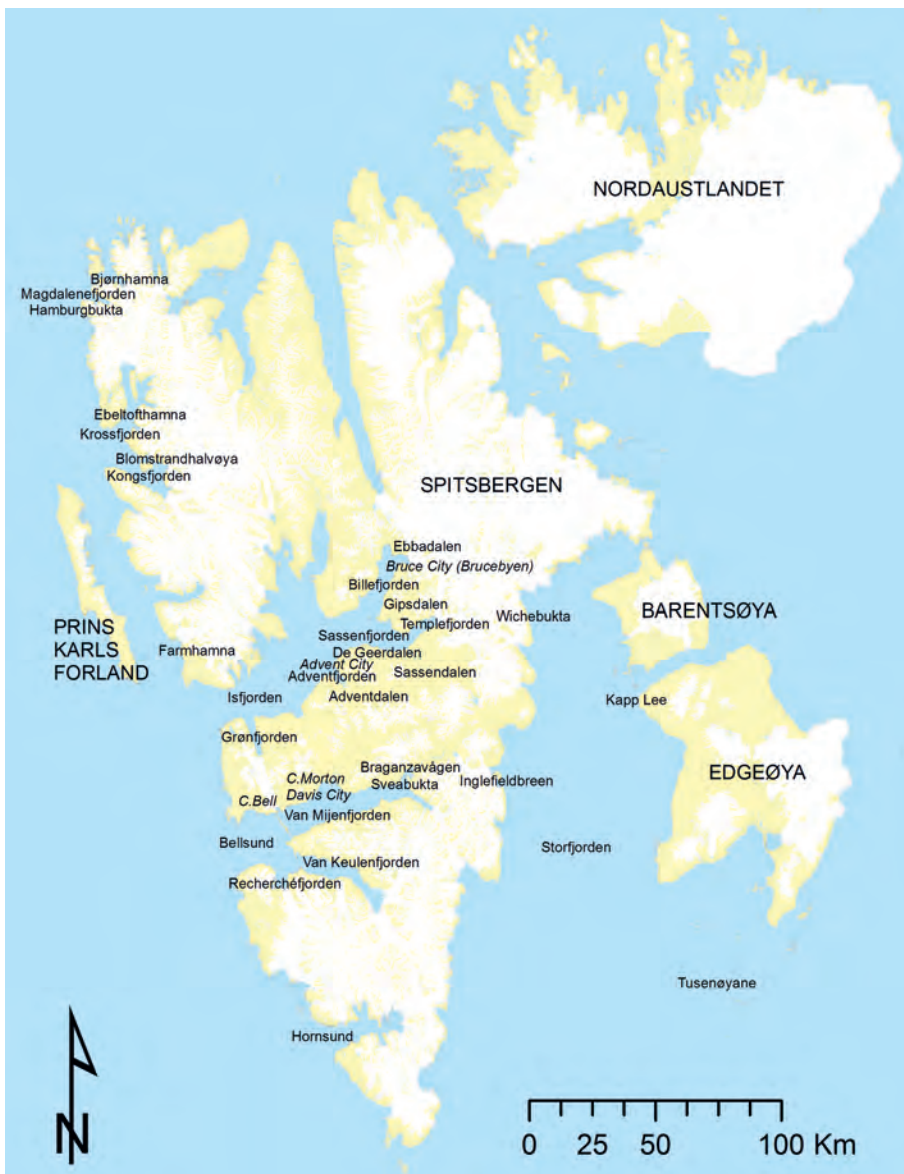 NORDAUSTLANDET
Bjørnhamna
Magdalenefjorden
Hamburgbukta
Ebeltofthamna
Krossfjorden
Blomstrandhalvøya
Kongsfjorden
SPITSBERGEN
Ebbadalen
Bruce City (Brucebyen)
Billefjorden
Gipsdalen
Templefjorden
Wichebukta
BARENTSØYA
PRINS
KARLS
FORLAND
Farmhamna
Sassenfjorden
De Geerdalen
Advent City
Adventfjorden
Sassendalen
Isfjorden
Adventdalen
Kapp Lee
Grønfjorden
Braganzavågen
C.Morton
Sveabukta
Inglefieldbreen
EDGEØYA
Davis City
C.Bell
Van Mijenfjorden
Bellsund
Storfjorden
Van Keulenfjorden
Recherchéfjorden
Tusenøyane
Hornsund
N
0 25 50 100 Km